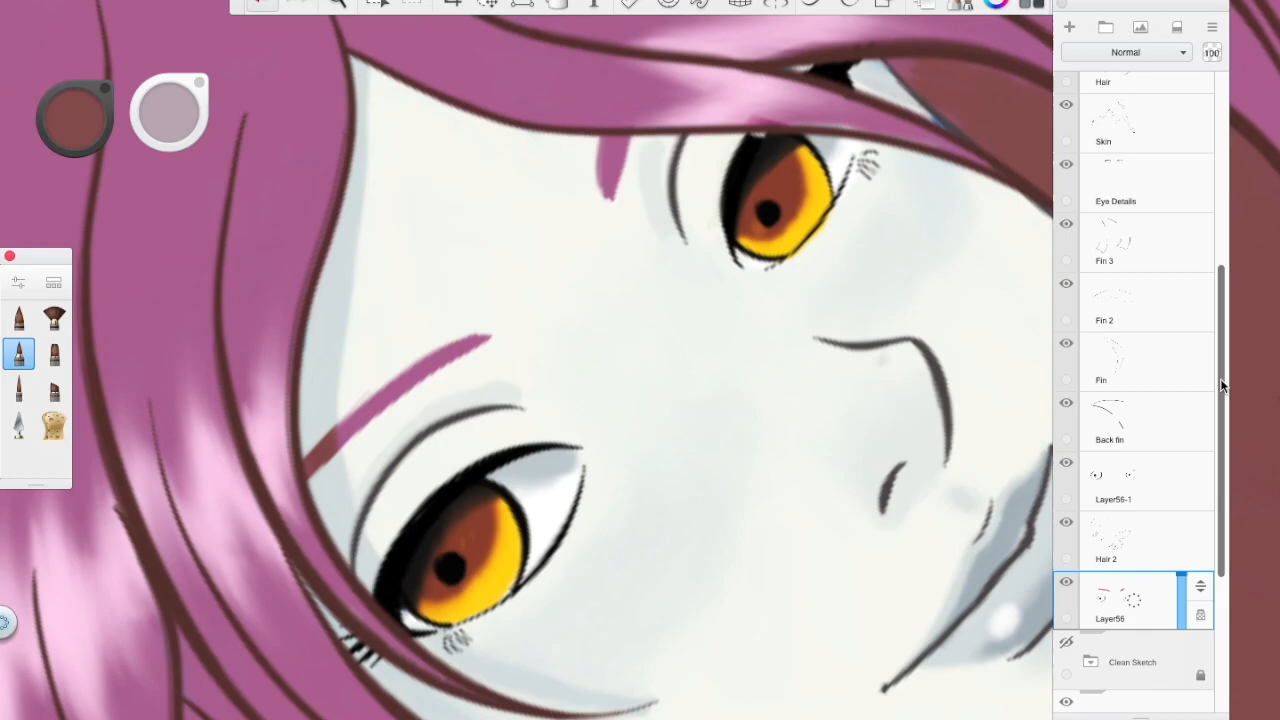 Normal
100
Hair
Skin
Eye Details
Fin 3
Fin 2
Fin
Back fin
Layer56-1
Hair 2
Layer56
Clean Sketch